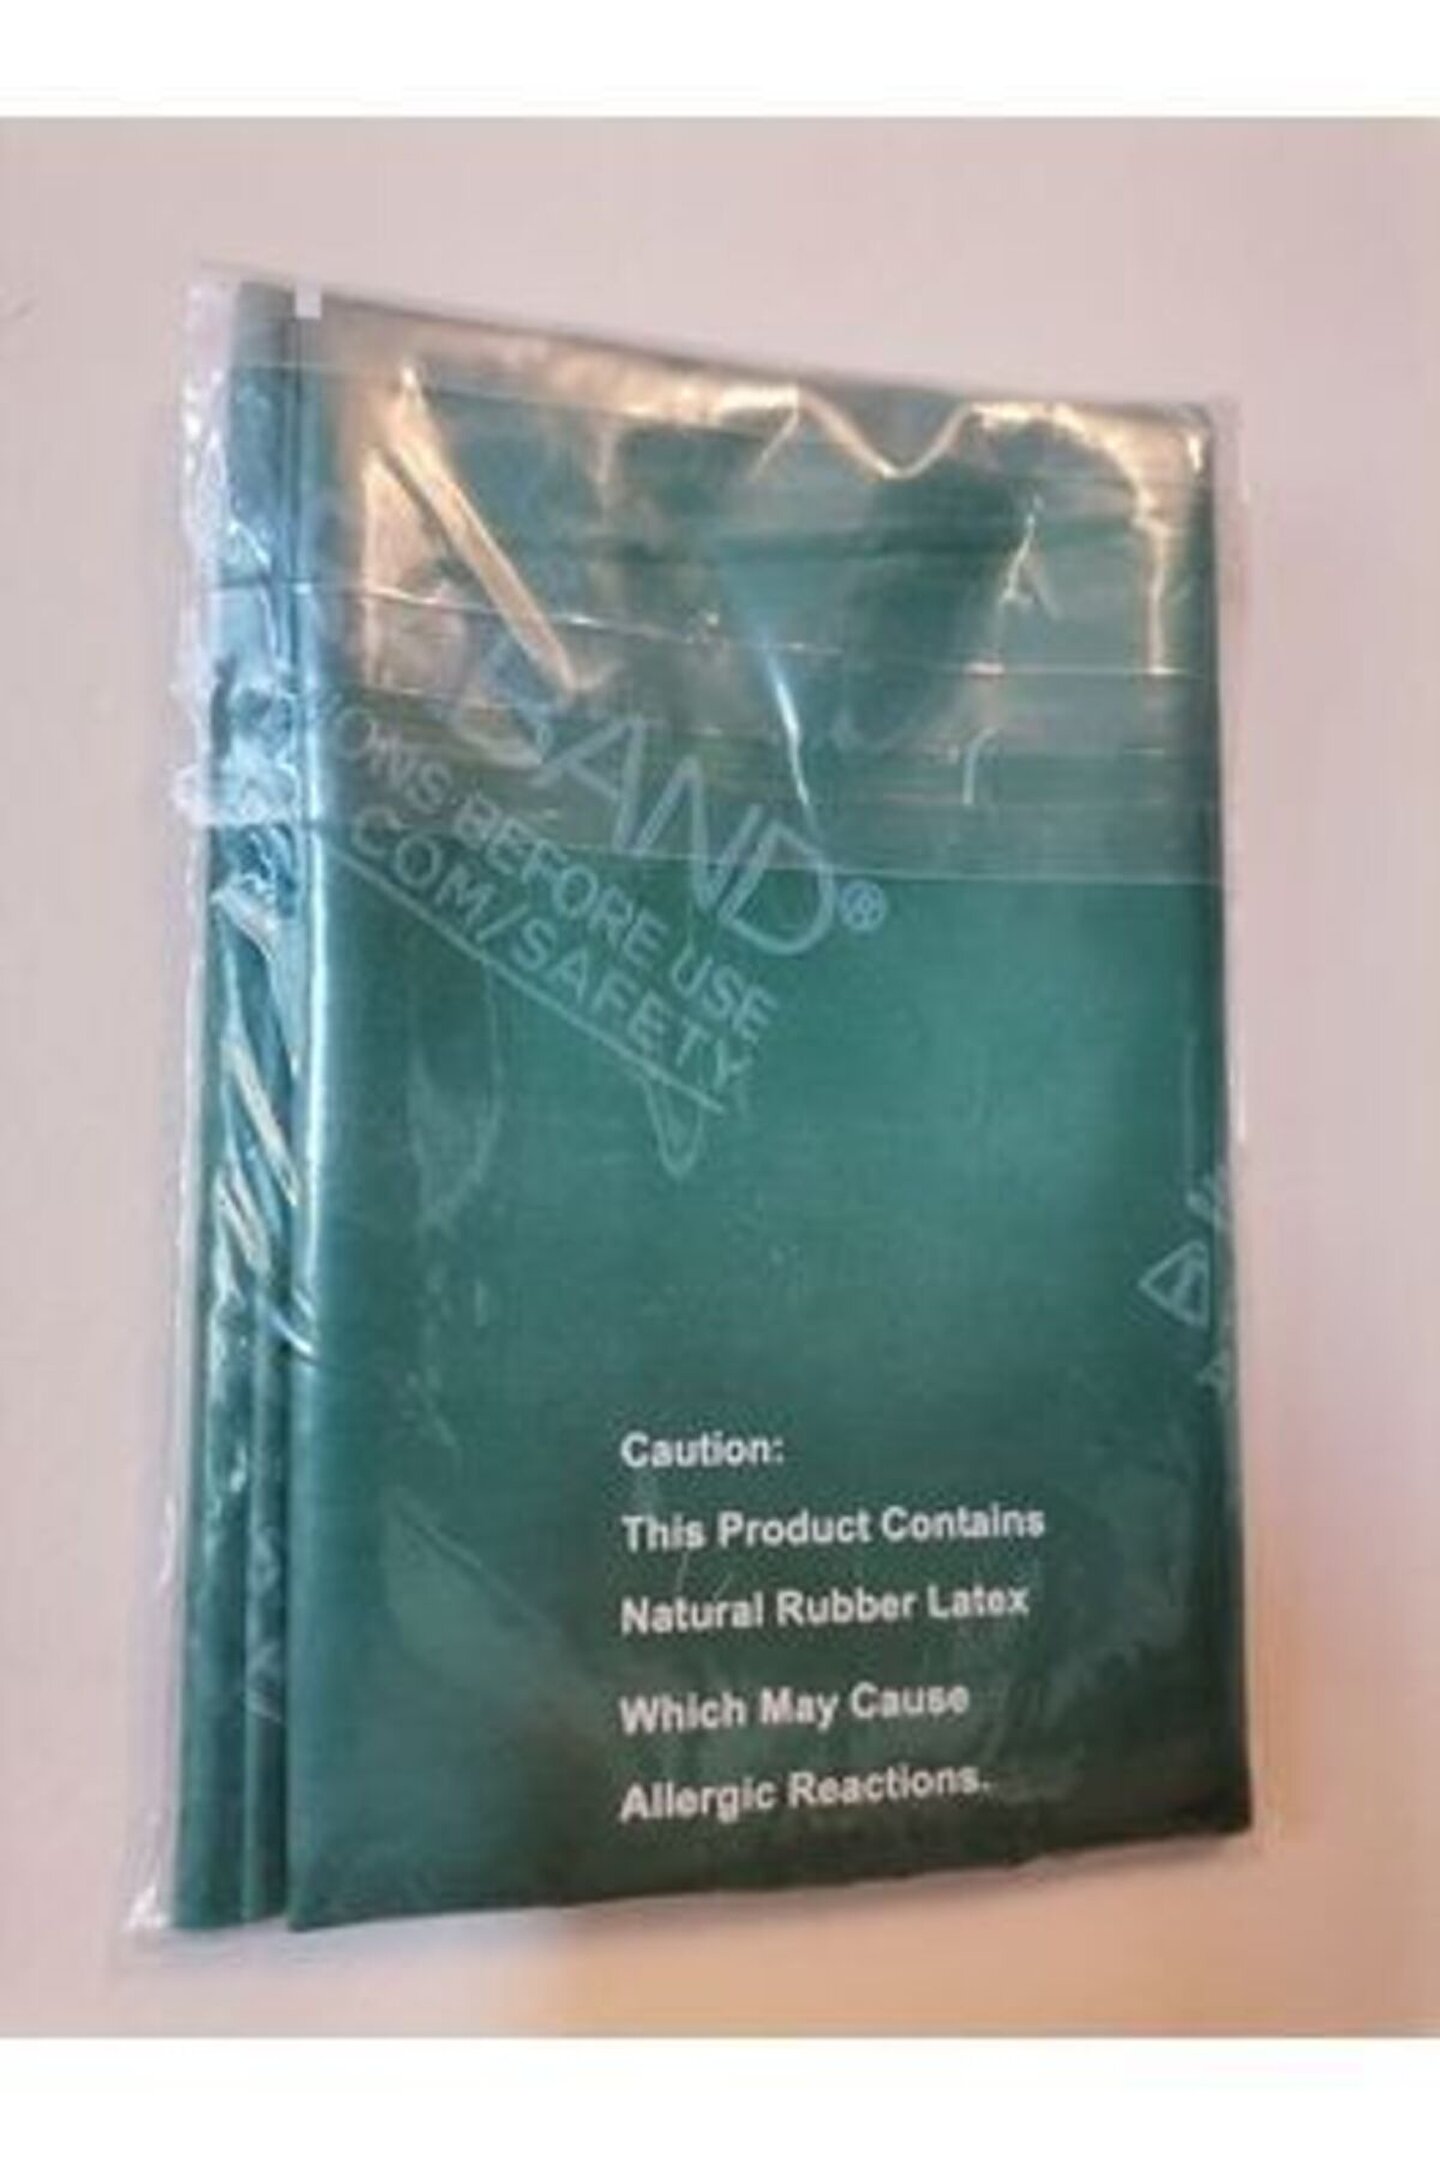 BAND®
ONS BEFORE USE
.COM/SAFETY
Caution:
This Product Contains
Natural Rubber Latex
Which May Cause
Allergic Reactions.